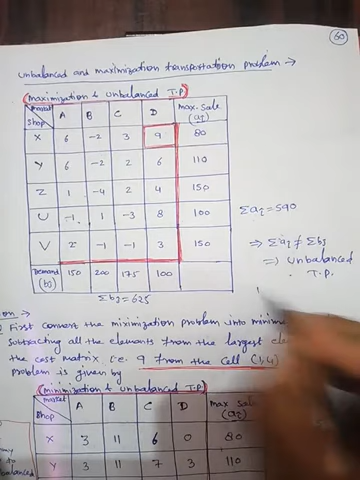 60
Unbalanced and maximization transportation problem →
(maximization & unbalanced T.P)
Market Shop A B C D Max. Sale (ai)
X 6 -2 3 9 80
Y 6 -2 2 6 110
Z 1 -4 2 4 150
U -1 1 -3 8 100
V 2 -1 -1 3 150
Demand (bj) 150 200 175 100
Σai = 590
⇒ Σai ≠ Σbj
⇒ Unbalanced T.P.
Σbj = 625
on →
First convert the miximization problem into minim
subtracting all the elements from the largest el
the cost matrix, i.e. 9 from the cell (1,4)
problem is given by
(minimization & unbalanced T.P)
Market Shop A B C D Max Sale (ai)
X 3 11 6 0 80
Y 3 11 7 3 110